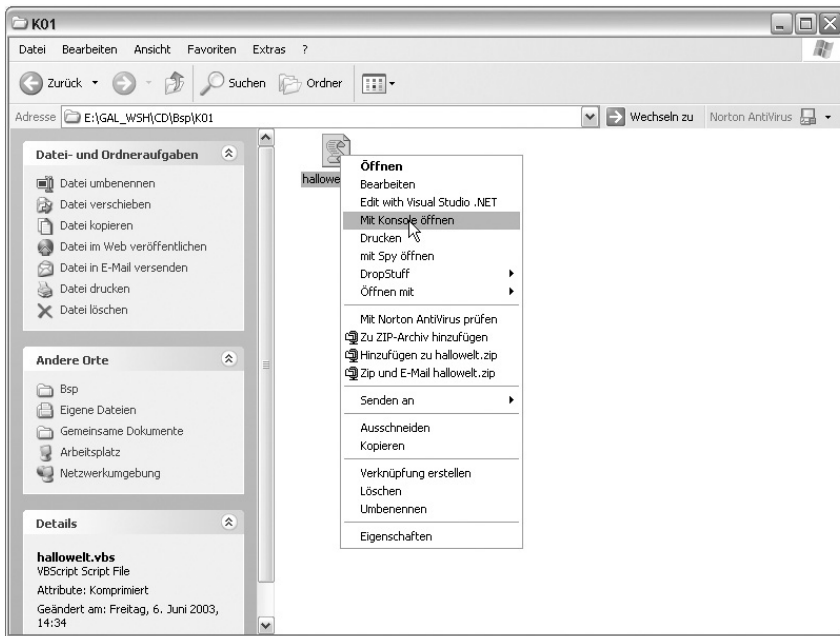 K01
Datei Bearbeiten Ansicht Favoriten Extras ?
Zurück Suchen Ordner
Adresse E:\GAL_WSH\CD\Bsp\K01 Wechseln zu Norton AntiVirus
Datei- und Ordneraufgaben
Datei umbenennen
Datei verschieben
Datei kopieren
Datei im Web veröffentlichen
Datei in E-Mail versenden
Datei drucken
Datei löschen
Andere Orte
Bsp
Eigene Dateien
Gemeinsame Dokumente
Arbeitsplatz
Netzwerkumgebung
Details
hallowelt.vbs
VBScript Script File
Attribute: Komprimiert
Geändert am: Freitag, 6. Juni 2003,
14:34
Öffnen
Bearbeiten
Edit with Visual Studio .NET
Mit Konsole öffnen
Drucken
mit Spy öffnen
DropStuff
Öffnen mit
Mit Norton AntiVirus prüfen
Zu ZIP-Archiv hinzufügen
Hinzufügen zu hallowelt.zip
Zip und E-Mail hallowelt.zip
Senden an
Ausschneiden
Kopieren
Verknüpfung erstellen
Löschen
Umbenennen
Eigenschaften